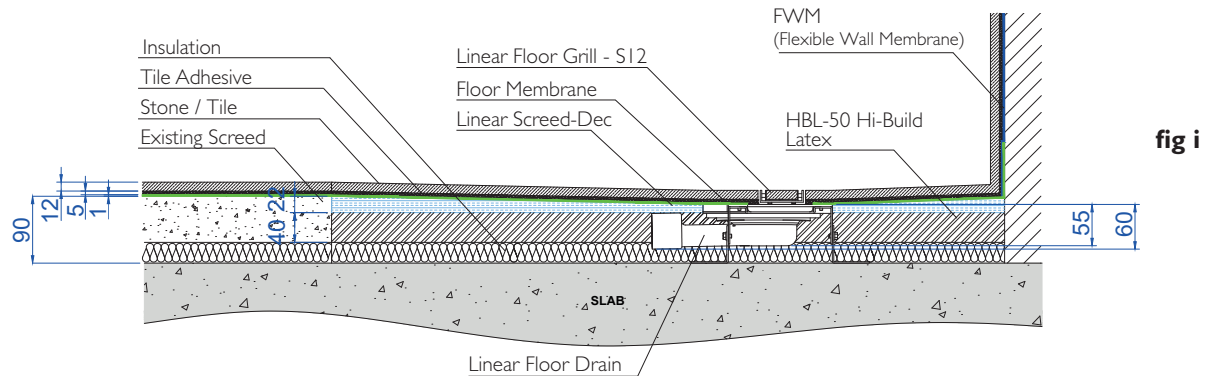 Insulation
Tile Adhesive
Stone / Tile
Existing Screed
Linear Floor Grill - S12
Floor Membrane
Linear Screed-Dec
FWM
(Flexible Wall Membrane)
HBL-50 Hi-Build
Latex
fig i
12
5
1
90
22
40
55
60
SLAB
Linear Floor Drain